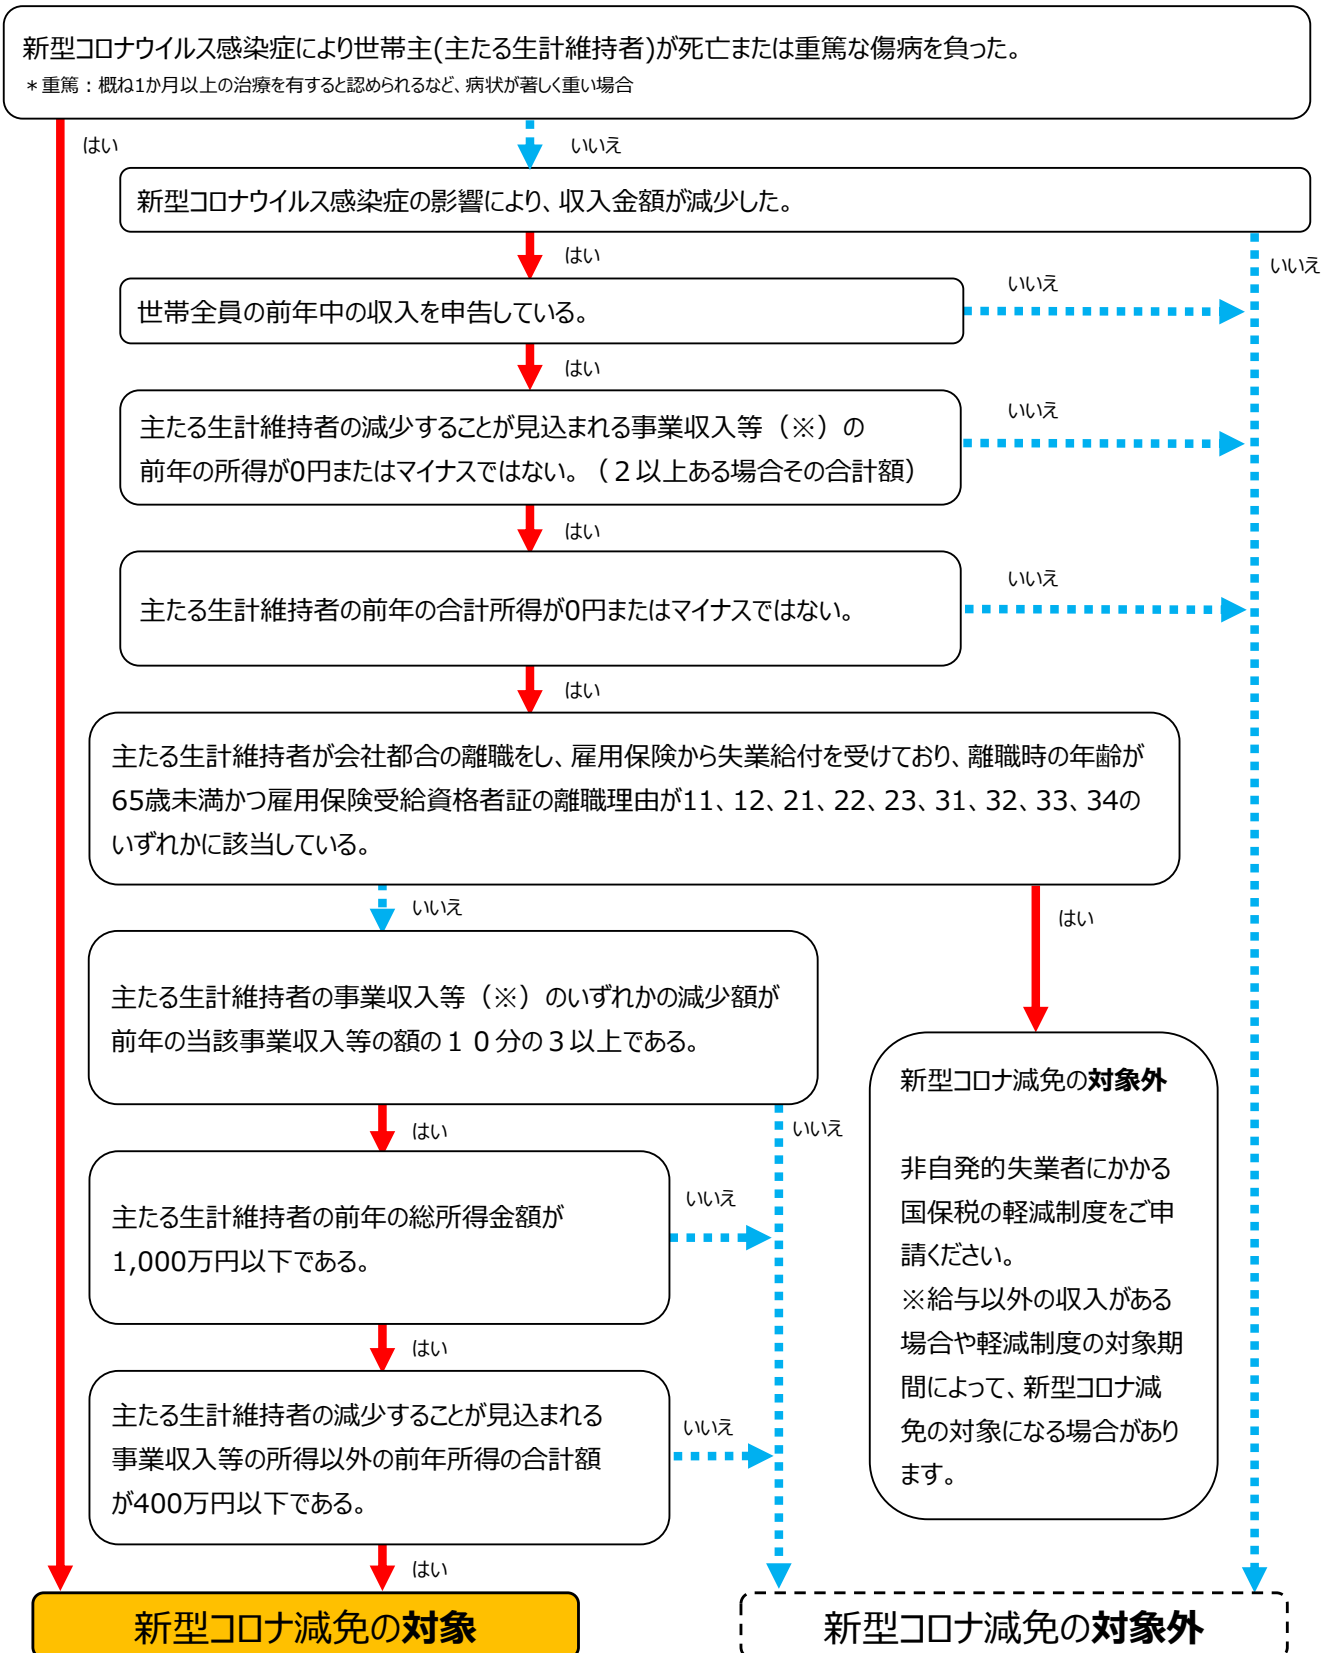 新型コロナウイルス感染症により世帯主(主たる生計維持者)が死亡または重篤な傷病を負った。
＊重篤：概ね1か月以上の治療を有すると認められるなど、病状が著しく重い場合
はい
いいえ
新型コロナウイルス感染症の影響により、収入金額が減少した。
はい
いいえ
世帯全員の前年中の収入を申告している。
いいえ
はい
主たる生計維持者の減少することが見込まれる事業収入等（※）の
前年の所得が0円またはマイナスではない。（２以上ある場合その合計額）
いいえ
はい
主たる生計維持者の前年の合計所得が0円またはマイナスではない。
いいえ
はい
主たる生計維持者が会社都合の離職をし、雇用保険から失業給付を受けており、離職時の年齢が
65歳未満かつ雇用保険受給資格者証の離職理由が11、12、21、22、23、31、32、33、34の
いずれかに該当している。
いいえ
はい
主たる生計維持者の事業収入等（※）のいずれかの減少額が
前年の当該事業収入等の額の１０分の３以上である。
はい
いいえ
主たる生計維持者の前年の総所得金額が
1,000万円以下である。
いいえ
はい
主たる生計維持者の減少することが見込まれる
事業収入等の所得以外の前年所得の合計額
が400万円以下である。
いいえ
はい
新型コロナ減免の対象外
非自発的失業者にかかる
国保税の軽減制度をご申
請ください。
※給与以外の収入がある
場合や軽減制度の対象期
間によって、新型コロナ減
免の対象になる場合があり
ます。
新型コロナ減免の対象
新型コロナ減免の対象外